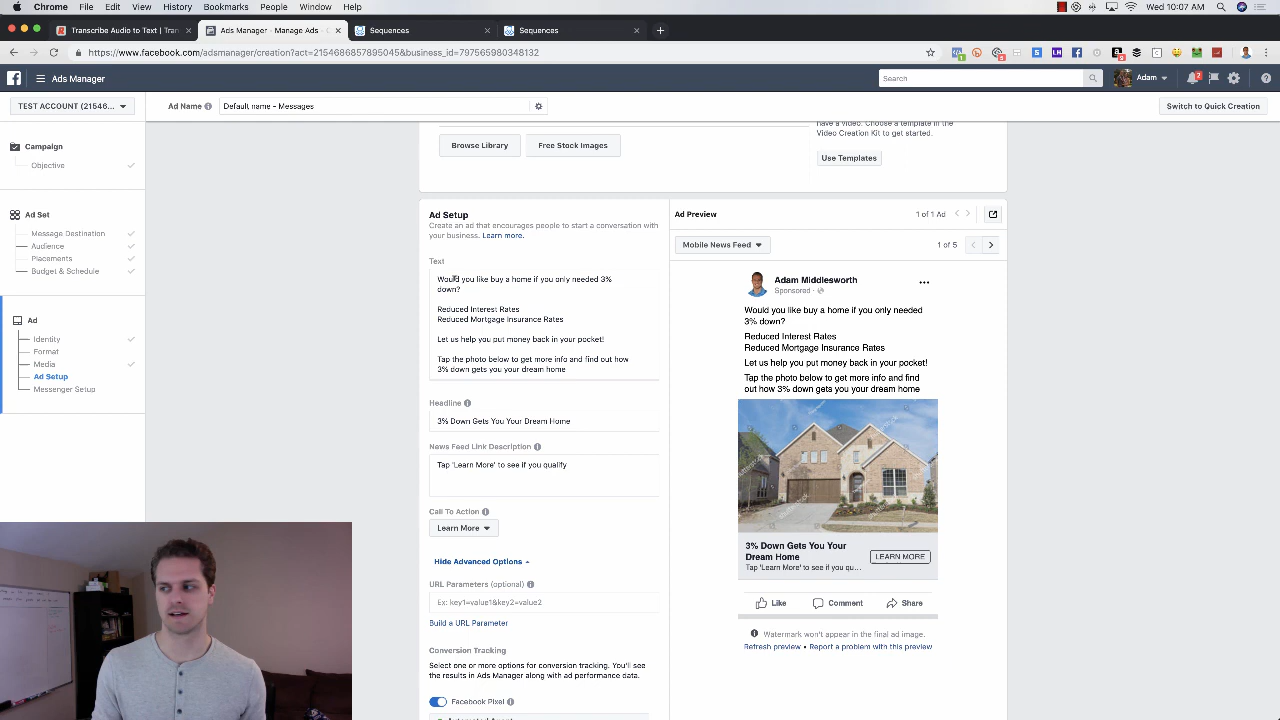 Chrome File Edit View History Bookmarks People Window Help
Wed 10:07 AM
Transcribe Audio to Text | Tran
Ads Manager - Manage Ads - C
Sequences
Sequences
https://www.facebook.com/adsmanager/creation?act=2154686857895045&business_id=797565980348132
Ads Manager
Search
Adam
2
TEST ACCOUNT (21546...
Ad Name
Default name - Messages
Switch to Quick Creation
Campaign
Objective
Ad Set
Message Destination
Audience
Placements
Budget & Schedule
Ad
Identity
Format
Media
Ad Setup
Messenger Setup
have a video. Choose a template in the
Video Creation Kit to get started.
Browse Library
Free Stock Images
Use Templates
Ad Setup
Create an ad that encourages people to start a conversation with
your business. Learn more.
Text
Would you like buy a home if you only needed 3%
down?
Reduced Interest Rates
Reduced Mortgage Insurance Rates
Let us help you put money back in your pocket!
Tap the photo below to get more info and find out how
3% down gets you your dream home
Headline
3% Down Gets You Your Dream Home
News Feed Link Description
Tap 'Learn More' to see if you qualify
Call To Action
Learn More
Hide Advanced Options
URL Parameters (optional)
Ex: key1=value1&key2=value2
Build a URL Parameter
Conversion Tracking
Select one or more options for conversion tracking. You'll see
the results in Ads Manager along with ad performance data.
Facebook Pixel
Ad Preview
1 of 1 Ad
Mobile News Feed
1 of 5
Adam Middlesworth
Sponsored
Would you like buy a home if you only needed
3% down?
Reduced Interest Rates
Reduced Mortgage Insurance Rates
Let us help you put money back in your pocket!
Tap the photo below to get more info and find
out how 3% down gets you your dream home
3% Down Gets You Your
Dream Home
Tap 'Learn More' to see if you qu...
LEARN MORE
Like
Comment
Share
Watermark won't appear in the final ad image.
Refresh preview • Report a problem with this preview